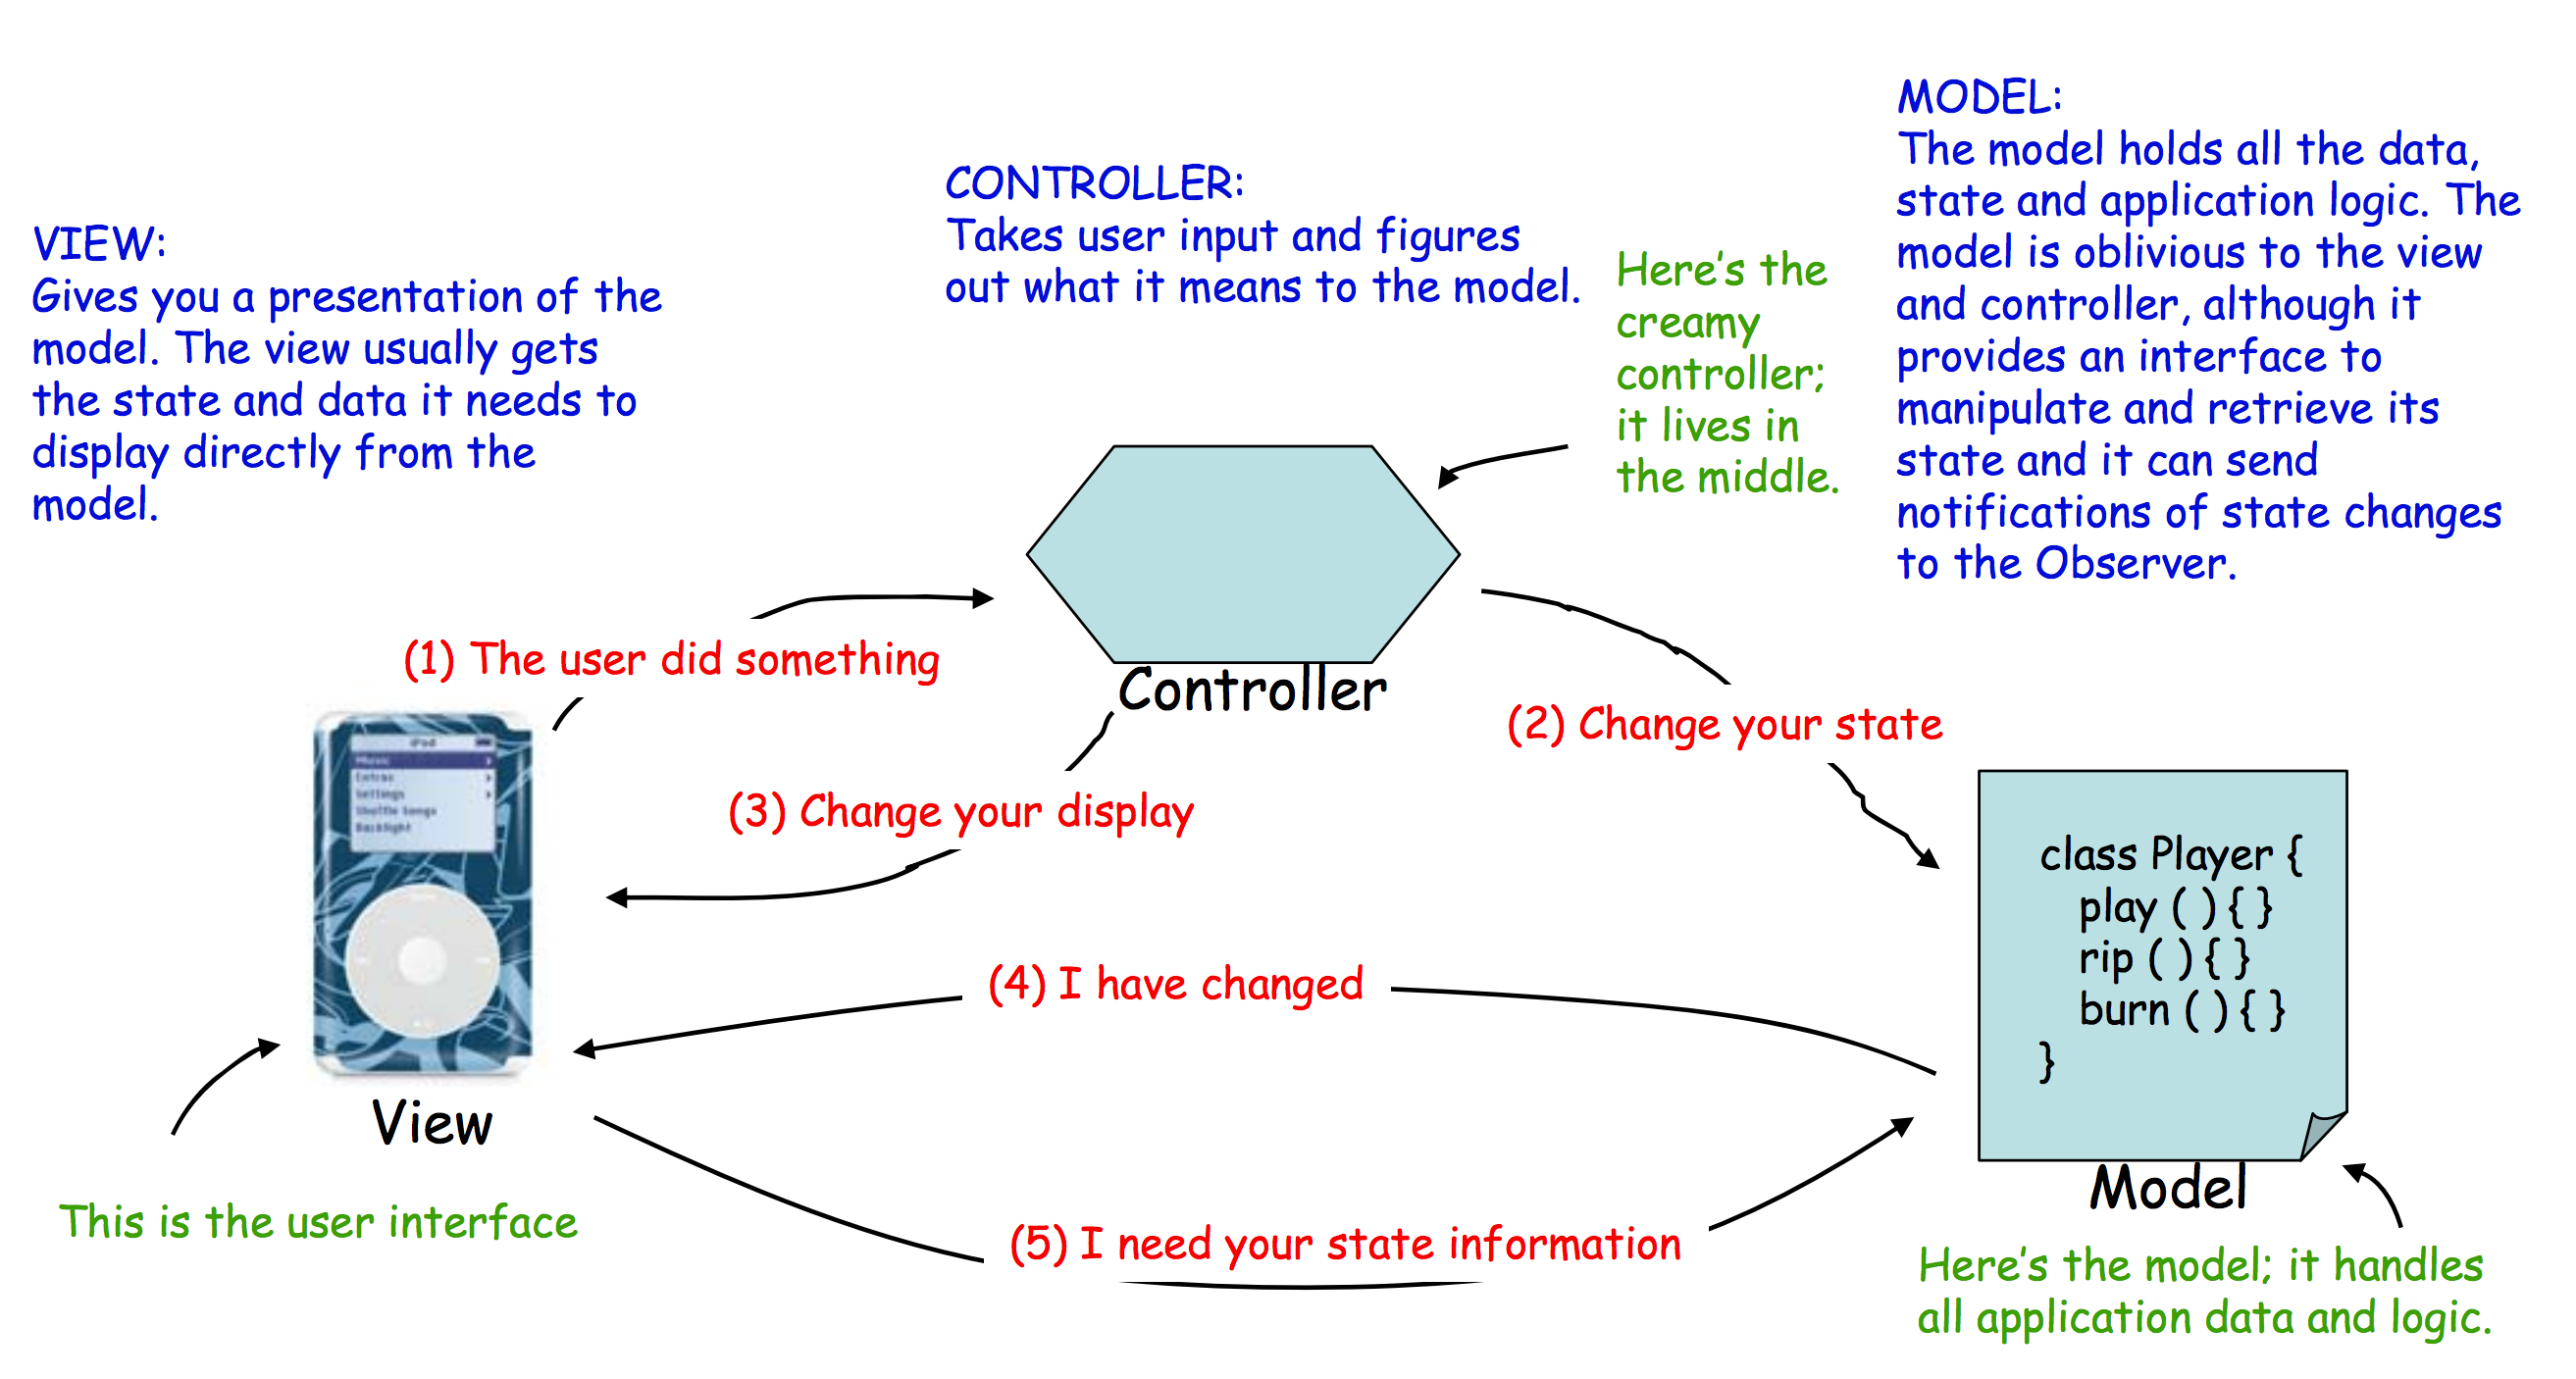 VIEW:
Gives you a presentation of the
model. The view usually gets
the state and data it needs to
display directly from the
model.
CONTROLLER:
Takes user input and figures
out what it means to the model.
Here's the
creamy
controller;
it lives in
the middle.
MODEL:
The model holds all the data,
state and application logic. The
model is oblivious to the view
and controller, although it
provides an interface to
manipulate and retrieve its
state and it can send
notifications of state changes
to the Observer.
(1) The user did something
Controller
(2) Change your state
(3) Change your display
iPod
Music
Extras
Settings
Shuffle Songs
Backlight
class Player {
play ( ) { }
rip ( ) { }
burn ( ) { }
}
(4) I have changed
View
Model
This is the user interface
(5) I need your state information
Here's the model; it handles
all application data and logic.